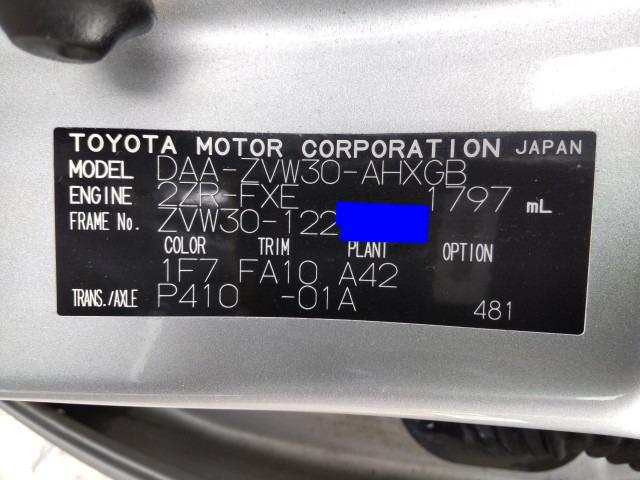 TOYOTA MOTOR CORPORATION JAPAN
MODEL DAA-ZVW30-AHXGB
ENGINE 2ZR-FXE 1797 mL
FRAME No. ZVW30-122
COLOR TRIM PLANT OPTION
1F7 FA10 A42
TRANS./AXLE P410 -01A 481